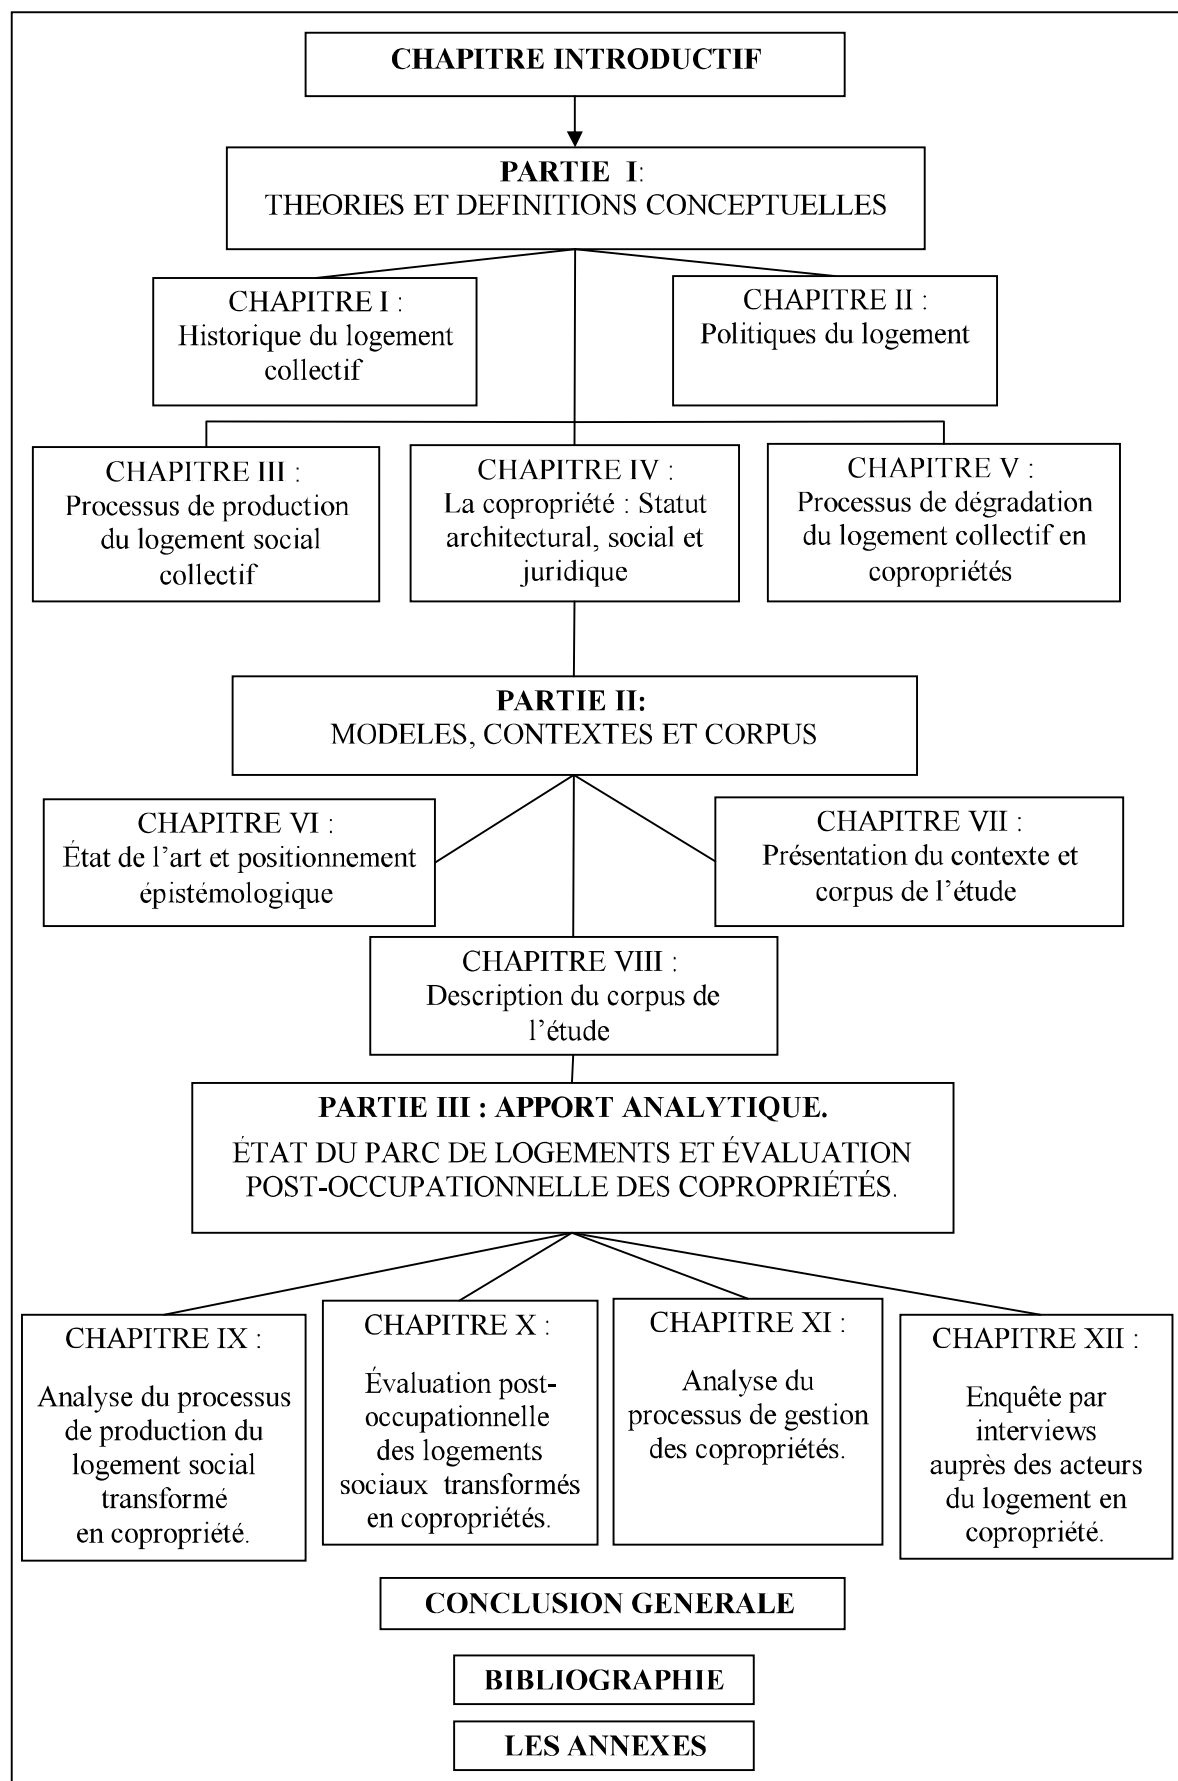 CHAPITRE INTRODUCTIF
PARTIE I:
THEORIES ET DEFINITIONS CONCEPTUELLES
CHAPITRE I :
Historique du logement
collectif
CHAPITRE II :
Politiques du logement
CHAPITRE III :
Processus de production
du logement social
collectif
CHAPITRE IV :
La copropriété : Statut
architectural, social et
juridique
CHAPITRE V :
Processus de dégradation
du logement collectif en
copropriétés
PARTIE II:
MODELES, CONTEXTES ET CORPUS
CHAPITRE VI :
État de l’art et positionnement
épistémologique
CHAPITRE VII :
Présentation du contexte et
corpus de l’étude
CHAPITRE VIII :
Description du corpus de
l’étude
PARTIE III : APPORT ANALYTIQUE.
ÉTAT DU PARC DE LOGEMENTS ET ÉVALUATION
POST-OCCUPATIONNELLE DES COPROPRIÉTÉS.
CHAPITRE IX :
Analyse du processus
de production du
logement social
transformé
en copropriété.
CHAPITRE X :
Évaluation post-
occupationnelle
des logements
sociaux transformés
en copropriétés.
CHAPITRE XI :
Analyse du
processus de gestion
des copropriétés.
CHAPITRE XII :
Enquête par
interviews
auprès des acteurs
du logement en
copropriété.
CONCLUSION GENERALE
BIBLIOGRAPHIE
LES ANNEXES